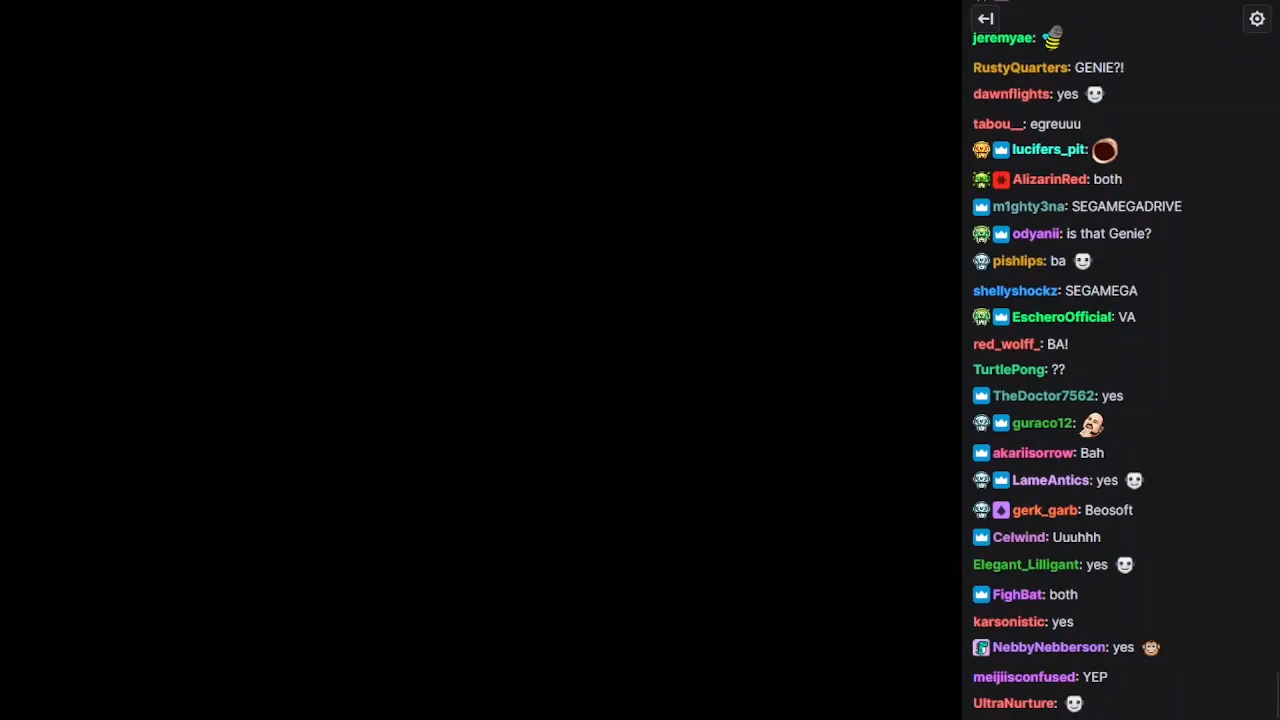 jeremyae:
RustyQuarters: GENIE?!
dawnflights: yes
tabou__: egreuuu
lucifers_pit:
AlizarinRed: both
m1ghty3na: SEGAMEGADRIVE
odyanii: is that Genie?
pishlips: ba
shellyshockz: SEGAMEGA
EscheroOfficial: VA
red_wolff_: BA!
TurtlePong: ??
TheDoctor7562: yes
guraco12:
akariisorrow: Bah
LameAntics: yes
gerk_garb: Beosoft
Celwind: Uuuhhh
Elegant_Lilligant: yes
FighBat: both
karsonistic: yes
NebbyNebberson: yes
meijiisconfused: YEP
UltraNurture: